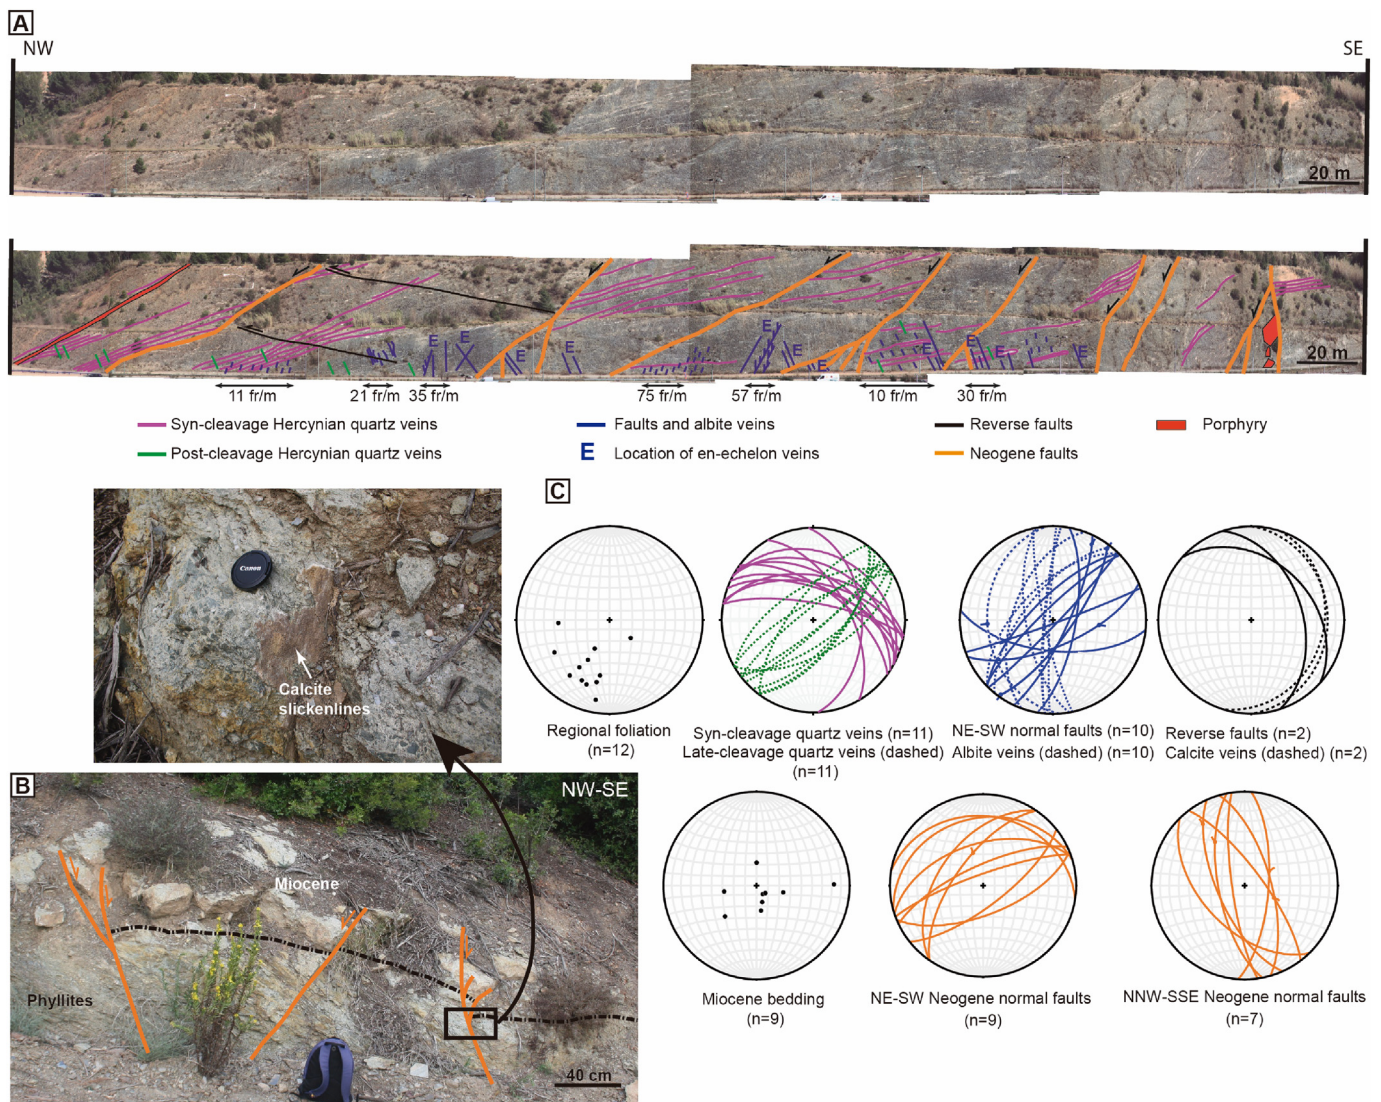 A
NW
SE
20 m
E
E
E
E
E
E
E
E
E
E
20 m
11 fr/m
21 fr/m
35 fr/m
75 fr/m
57 fr/m
10 fr/m
30 fr/m
Syn-cleavage Hercynian quartz veins
Faults and albite veins
Reverse faults
Porphyry
Post-cleavage Hercynian quartz veins
E
Location of en-echelon veins
Neogene faults
Canon
Calcite
slickenlines
C
Regional foliation
(n=12)
Syn-cleavage quartz veins (n=11)
Late-cleavage quartz veins (dashed)
(n=11)
NE-SW normal faults (n=10)
Albite veins (dashed) (n=10)
Reverse faults (n=2)
Calcite veins (dashed) (n=2)
B
NW-SE
Miocene
Phyllites
40 cm
Miocene bedding
(n=9)
NE-SW Neogene normal faults
(n=9)
NNW-SSE Neogene normal faults
(n=7)